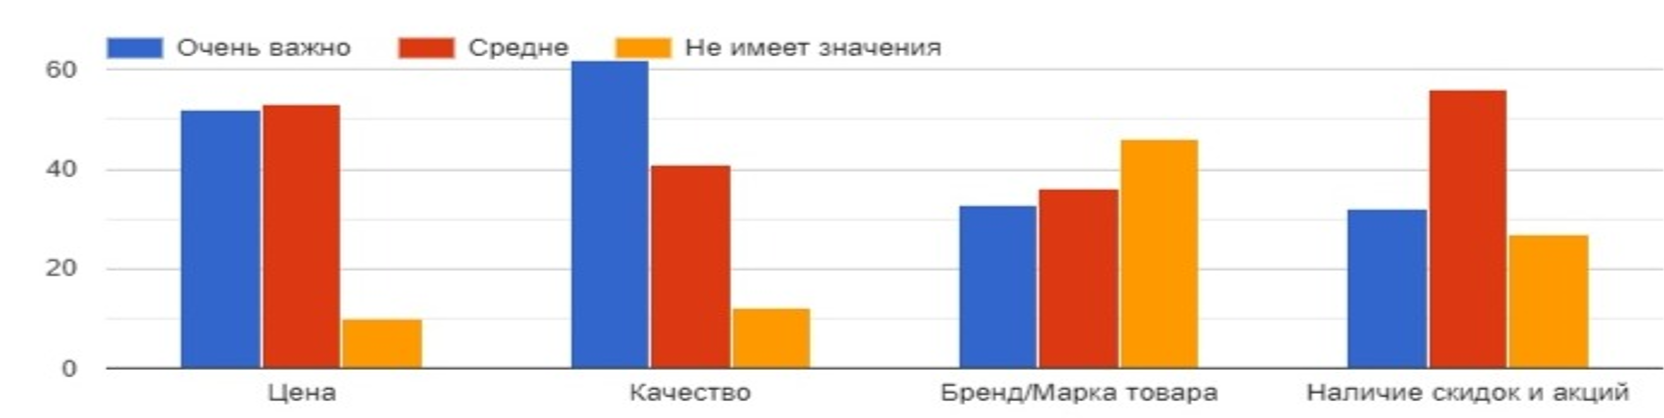 Очень важно Средне Не имеет значения
60
40
20
0
Цена Качество Бренд/Марка товара Наличие скидок и акций